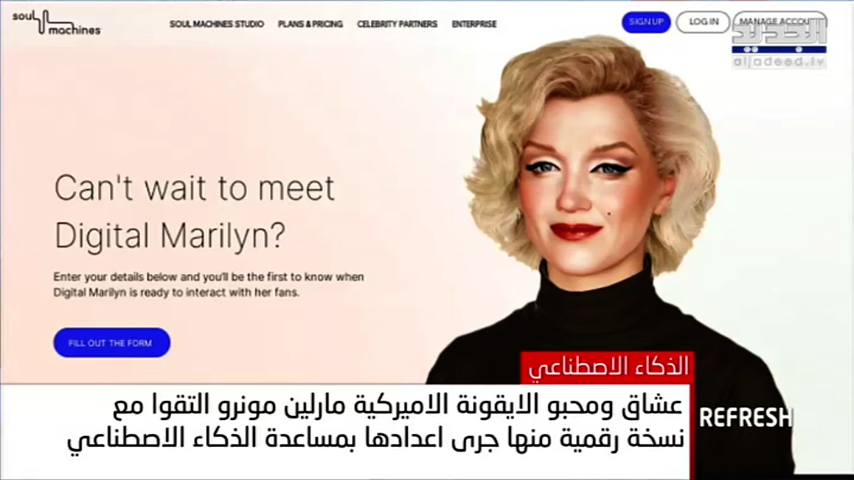 soul machines
SOUL MACHINES STUDIO PLANS & PRICING CELEBRITY PARTNERS ENTERPRISE SIGN UP LOG IN MANAGE ACCOUNT
الجديد
aljadeed.tv
Can't wait to meet
Digital Marilyn?
Enter your details below and you'll be the first to know when
Digital Marilyn is ready to interact with her fans.
FILL OUT THE FORM
الذكاء الاصطناعي
عشاق ومحبو الايقونة الاميركية مارلين مونرو التقوا مع
نسخة رقمية منها جرى اعدادها بمساعدة الذكاء الاصطناعي
REFRESH